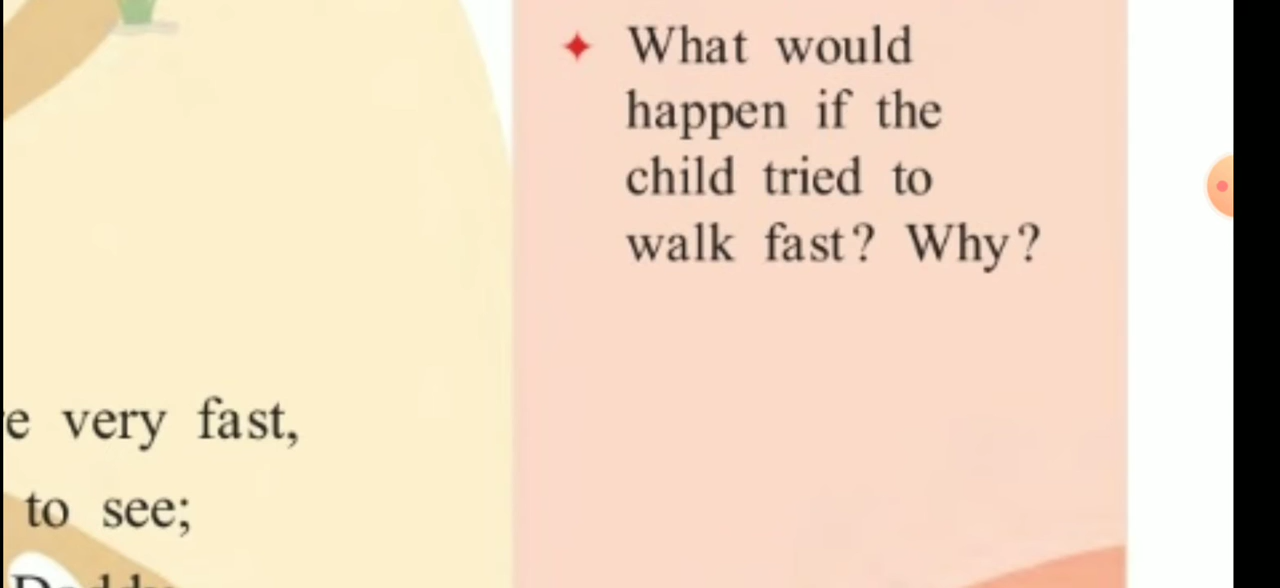 What would
happen if the
child tried to
walk fast? Why?
very fast,
to see;